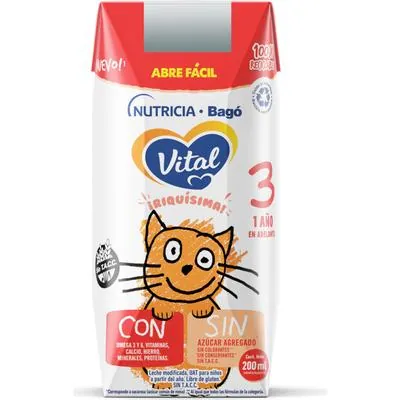 ¡NUEVO!
ABRE FÁCIL
NUTRICIA • Bagó
Vital
¡RIQUÍSIMA!
3
1 AÑO
EN ADELANTE
Sin T.A.C.C.
CON
OMEGA 3 Y 6, VITAMINAS,
CALCIO, HIERRO,
MINERALES, PROTEÍNAS.
SIN
AZÚCAR AGREGADO*
SIN COLORANTES**
SIN CONSERVANTES**
SIN T.A.C.C.
Leche modificada, UAT para niños
a partir del año. Libre de gluten.
SIN T.A.C.C.
Cont. Neto:
200 ml